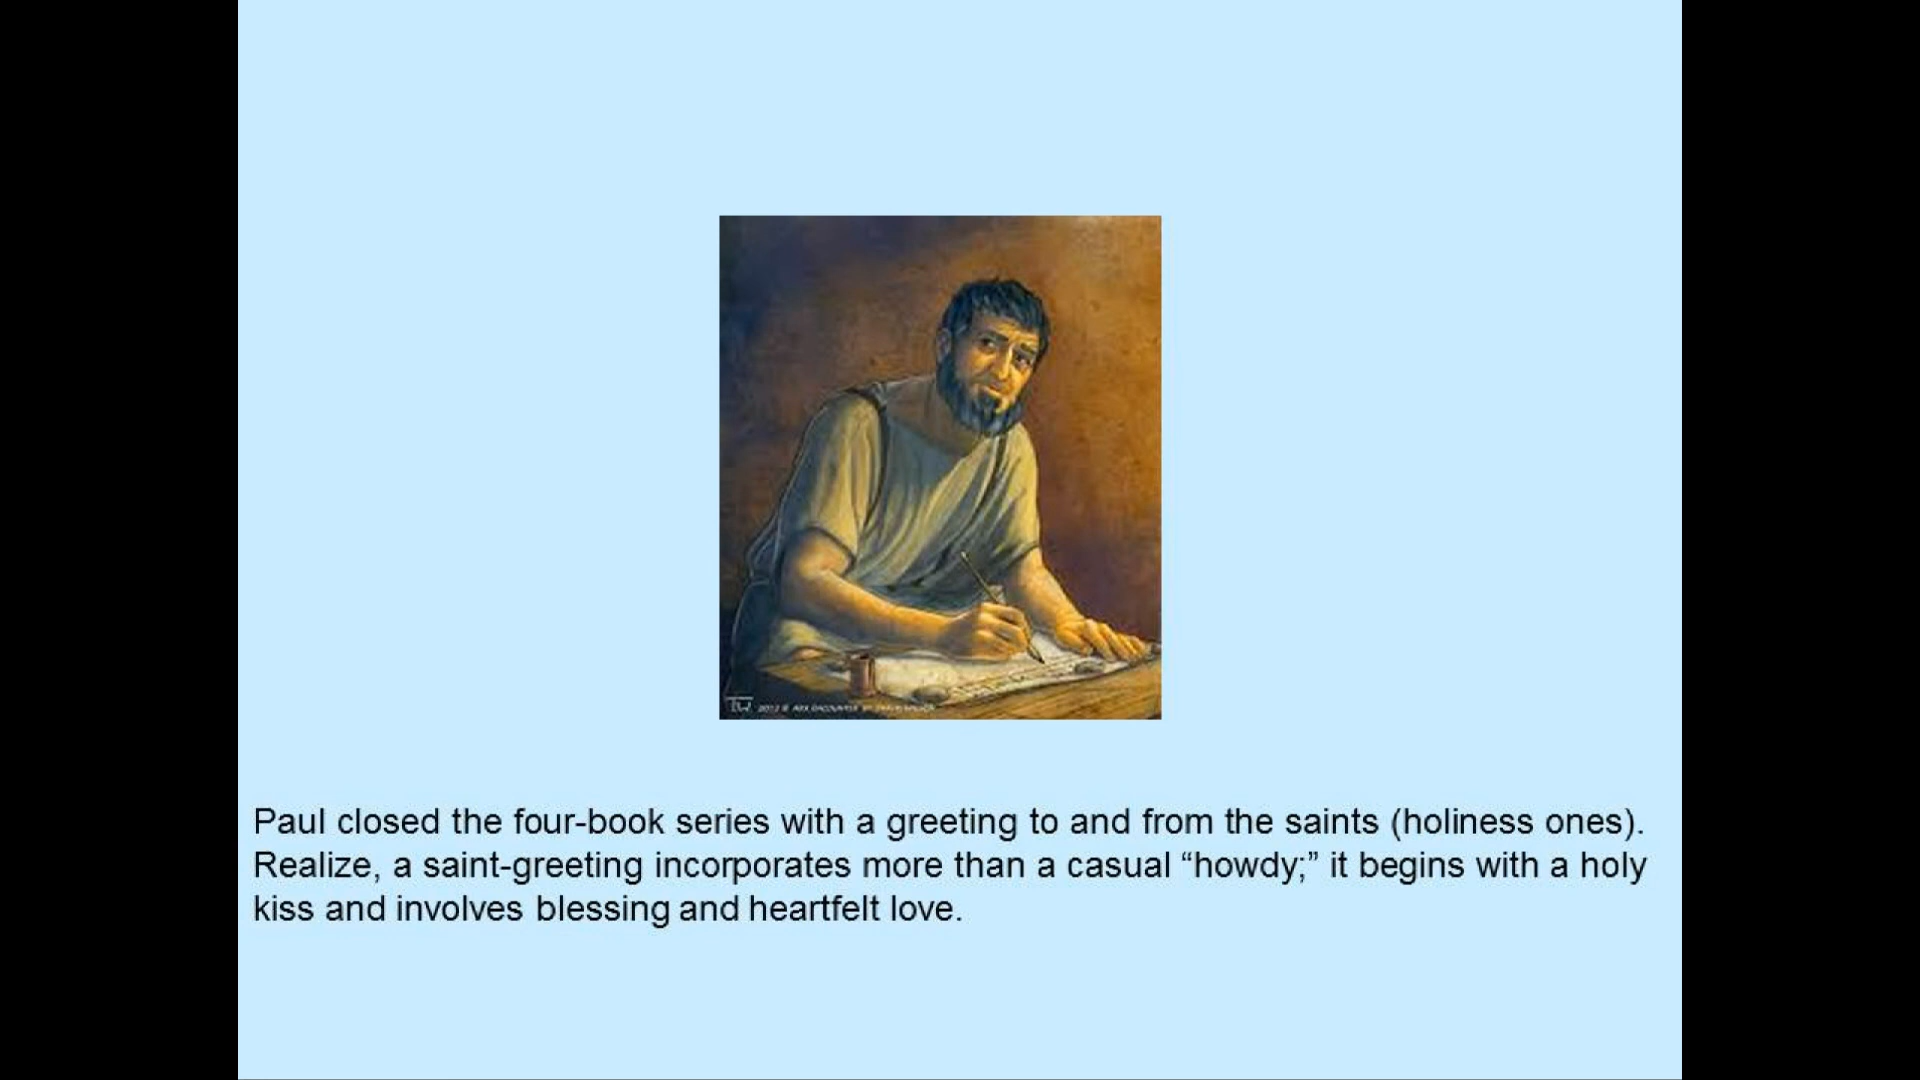 Paul closed the four-book series with a greeting to and from the saints (holiness ones).
Realize, a saint-greeting incorporates more than a casual “howdy;” it begins with a holy
kiss and involves blessing and heartfelt love.